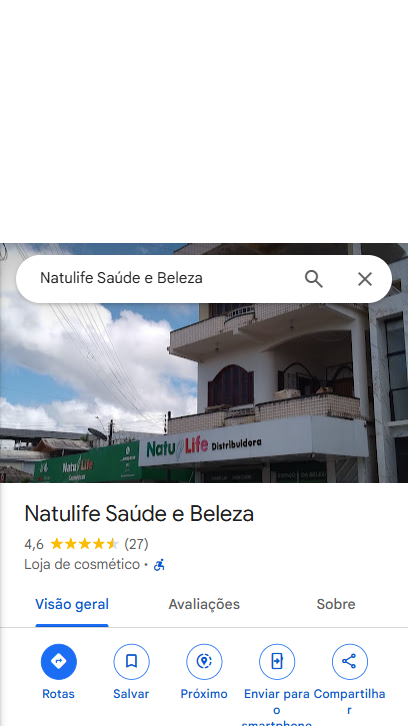 Natulife Saúde e Beleza
Natu Life Distribuidora
Natu Life
Natulife Saúde e Beleza
4,6 (27)
Loja de cosmético ·
Visão geral Avaliações Sobre
Rotas Salvar Próximo Enviar para o smartphone Compartilhar